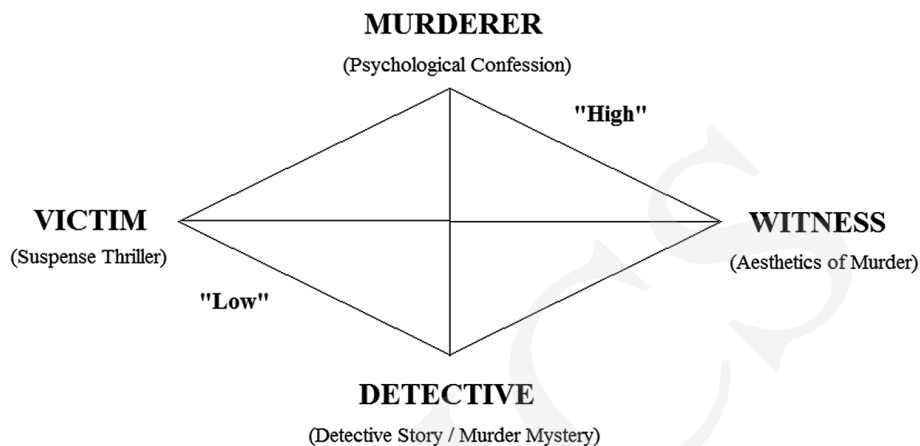 MURDERER
(Psychological Confession)
"High"
VICTIM
(Suspense Thriller)
WITNESS
(Aesthetics of Murder)
"Low"
DETECTIVE
(Detective Story / Murder Mystery)